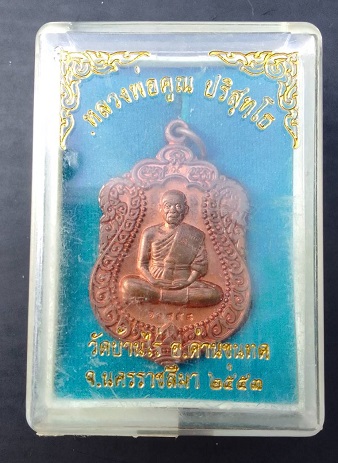 หลวงพ่อคูณ ปริสุทโธ
วัดบ้านไร่ อ.ด่านขุนทด
จ.นครราชสีมา ๒๕๕๓